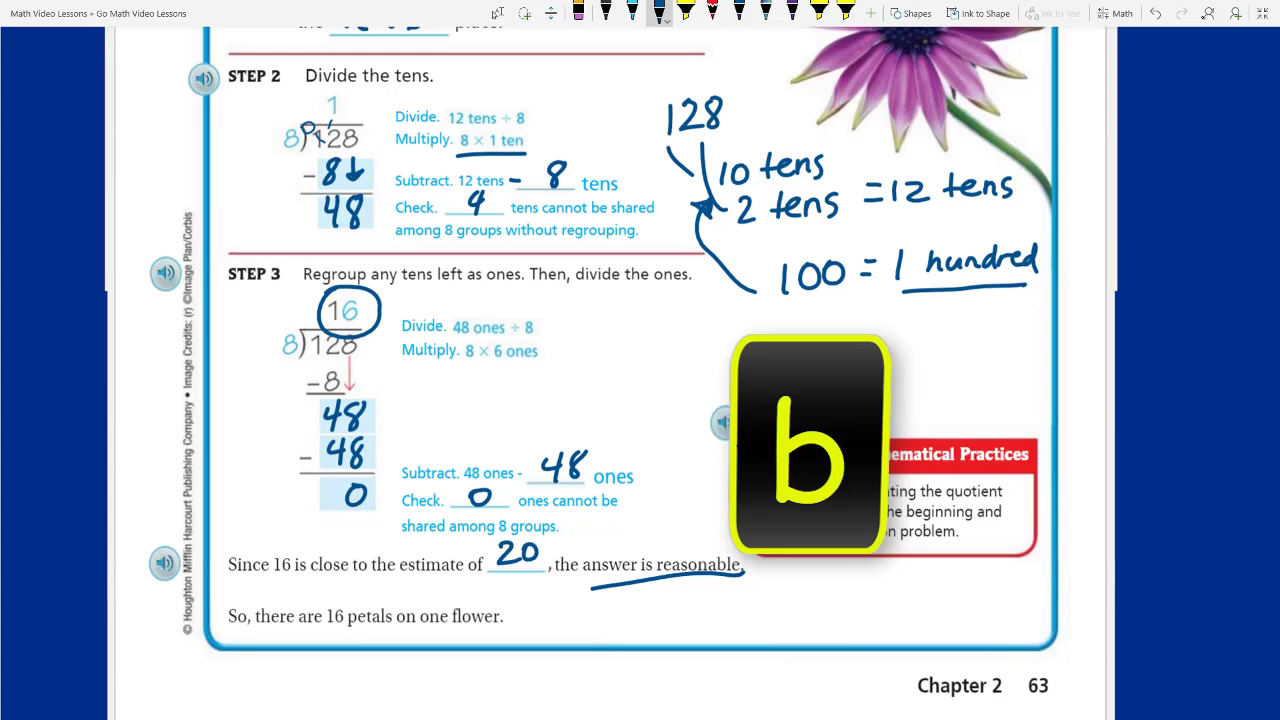 Math Video Lessons » Go Math Video Lessons
Shapes Ink to Shape Ink to Text Math
place.
STEP 2 Divide the tens.
1
8)128
- 8
48
Divide. 12 tens ÷ 8
Multiply. 8 × 1 ten
Subtract. 12 tens - 8 tens
Check. 4 tens cannot be shared
among 8 groups without regrouping.
128
10 tens
2 tens = 12 tens
100 = 1 hundred
STEP 3 Regroup any tens left as ones. Then, divide the ones.
16
8)128
-8
48
- 48
0
Divide. 48 ones ÷ 8
Multiply. 8 × 6 ones
Subtract. 48 ones - 48 ones
Check. 0 ones cannot be
shared among 8 groups.
Since 16 is close to the estimate of 20, the answer is reasonable.
So, there are 16 petals on one flower.
b
ematical Practices
ting the quotient
he beginning and
n problem.
© Houghton Mifflin Harcourt Publishing Company • Image Credits: (r) ©Image Plan/Corbis
Chapter 2 63